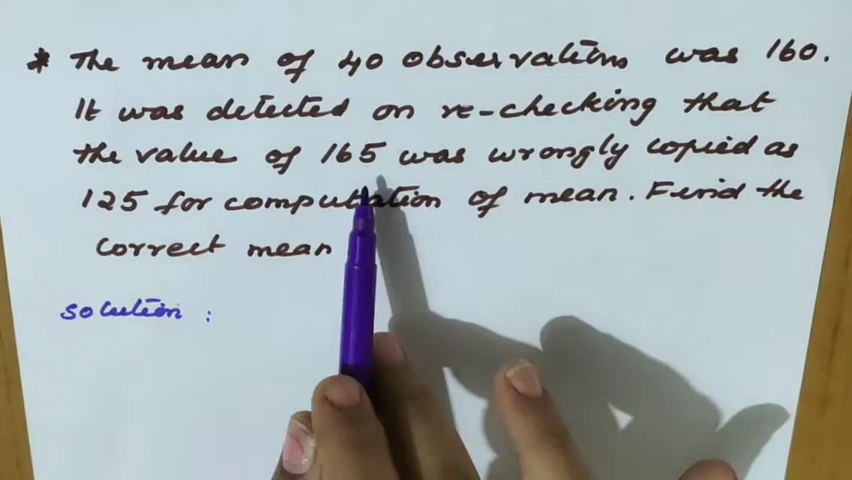 * The mean of 40 observations was 160.
It was detected on re-checking that
the value of 165 was wrongly copied as
125 for computation of mean. Find the
correct mean
Solution :